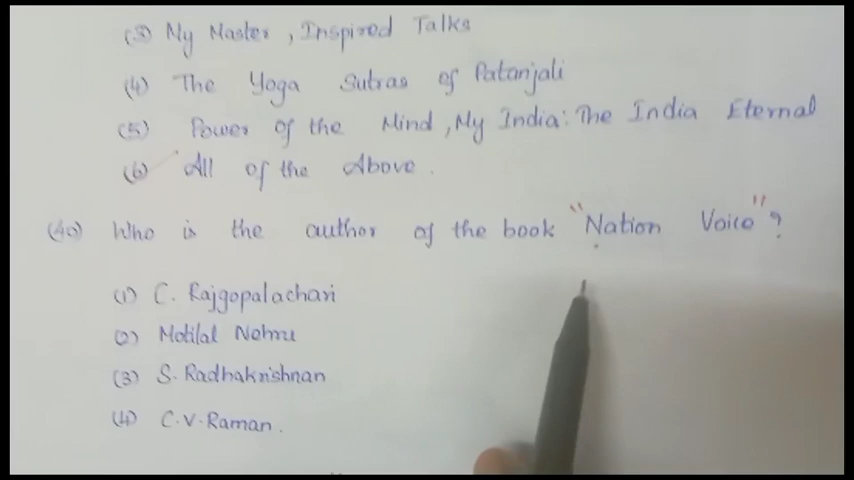 (3) My Master, Inspired Talks
(4) The Yoga Sutras of Patanjali
(5) Power of the Mind, My India: The India Eternal
(6) All of the Above.
(40) Who is the author of the book "Nation Voice"?
(1) C. Rajgopalachari
(2) Motilal Nehru
(3) S. Radhakrishnan
(4) C.V. Raman.